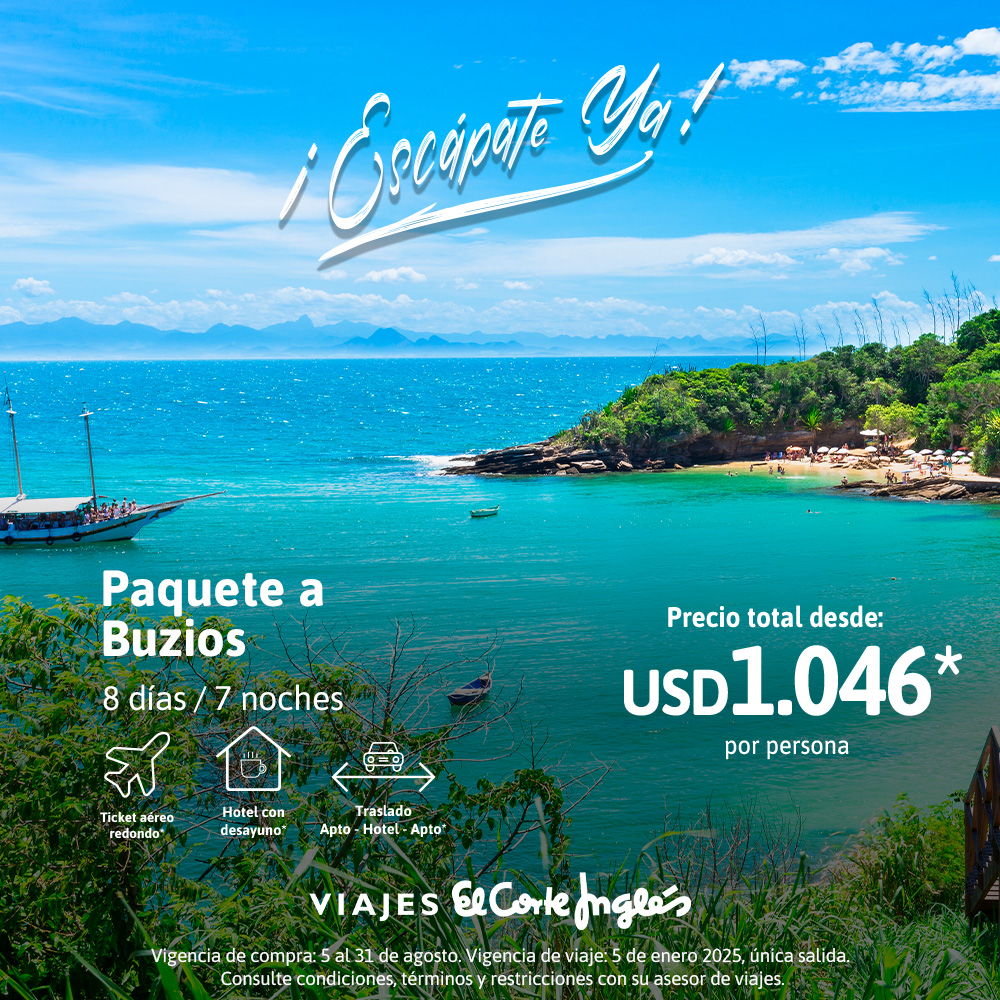 ¡Escápate Ya!
Paquete a
Buzios
8 días / 7 noches
Ticket aéreo
redondo*
Hotel con
desayuno*
Traslado
Apto - Hotel - Apto*
Precio total desde:
USD1.046*
por persona
VIAJES El Corte Inglés
Vigencia de compra: 5 al 31 de agosto. Vigencia de viaje: 5 de enero 2025, única salida.
Consulte condiciones, términos y restricciones con su asesor de viajes.